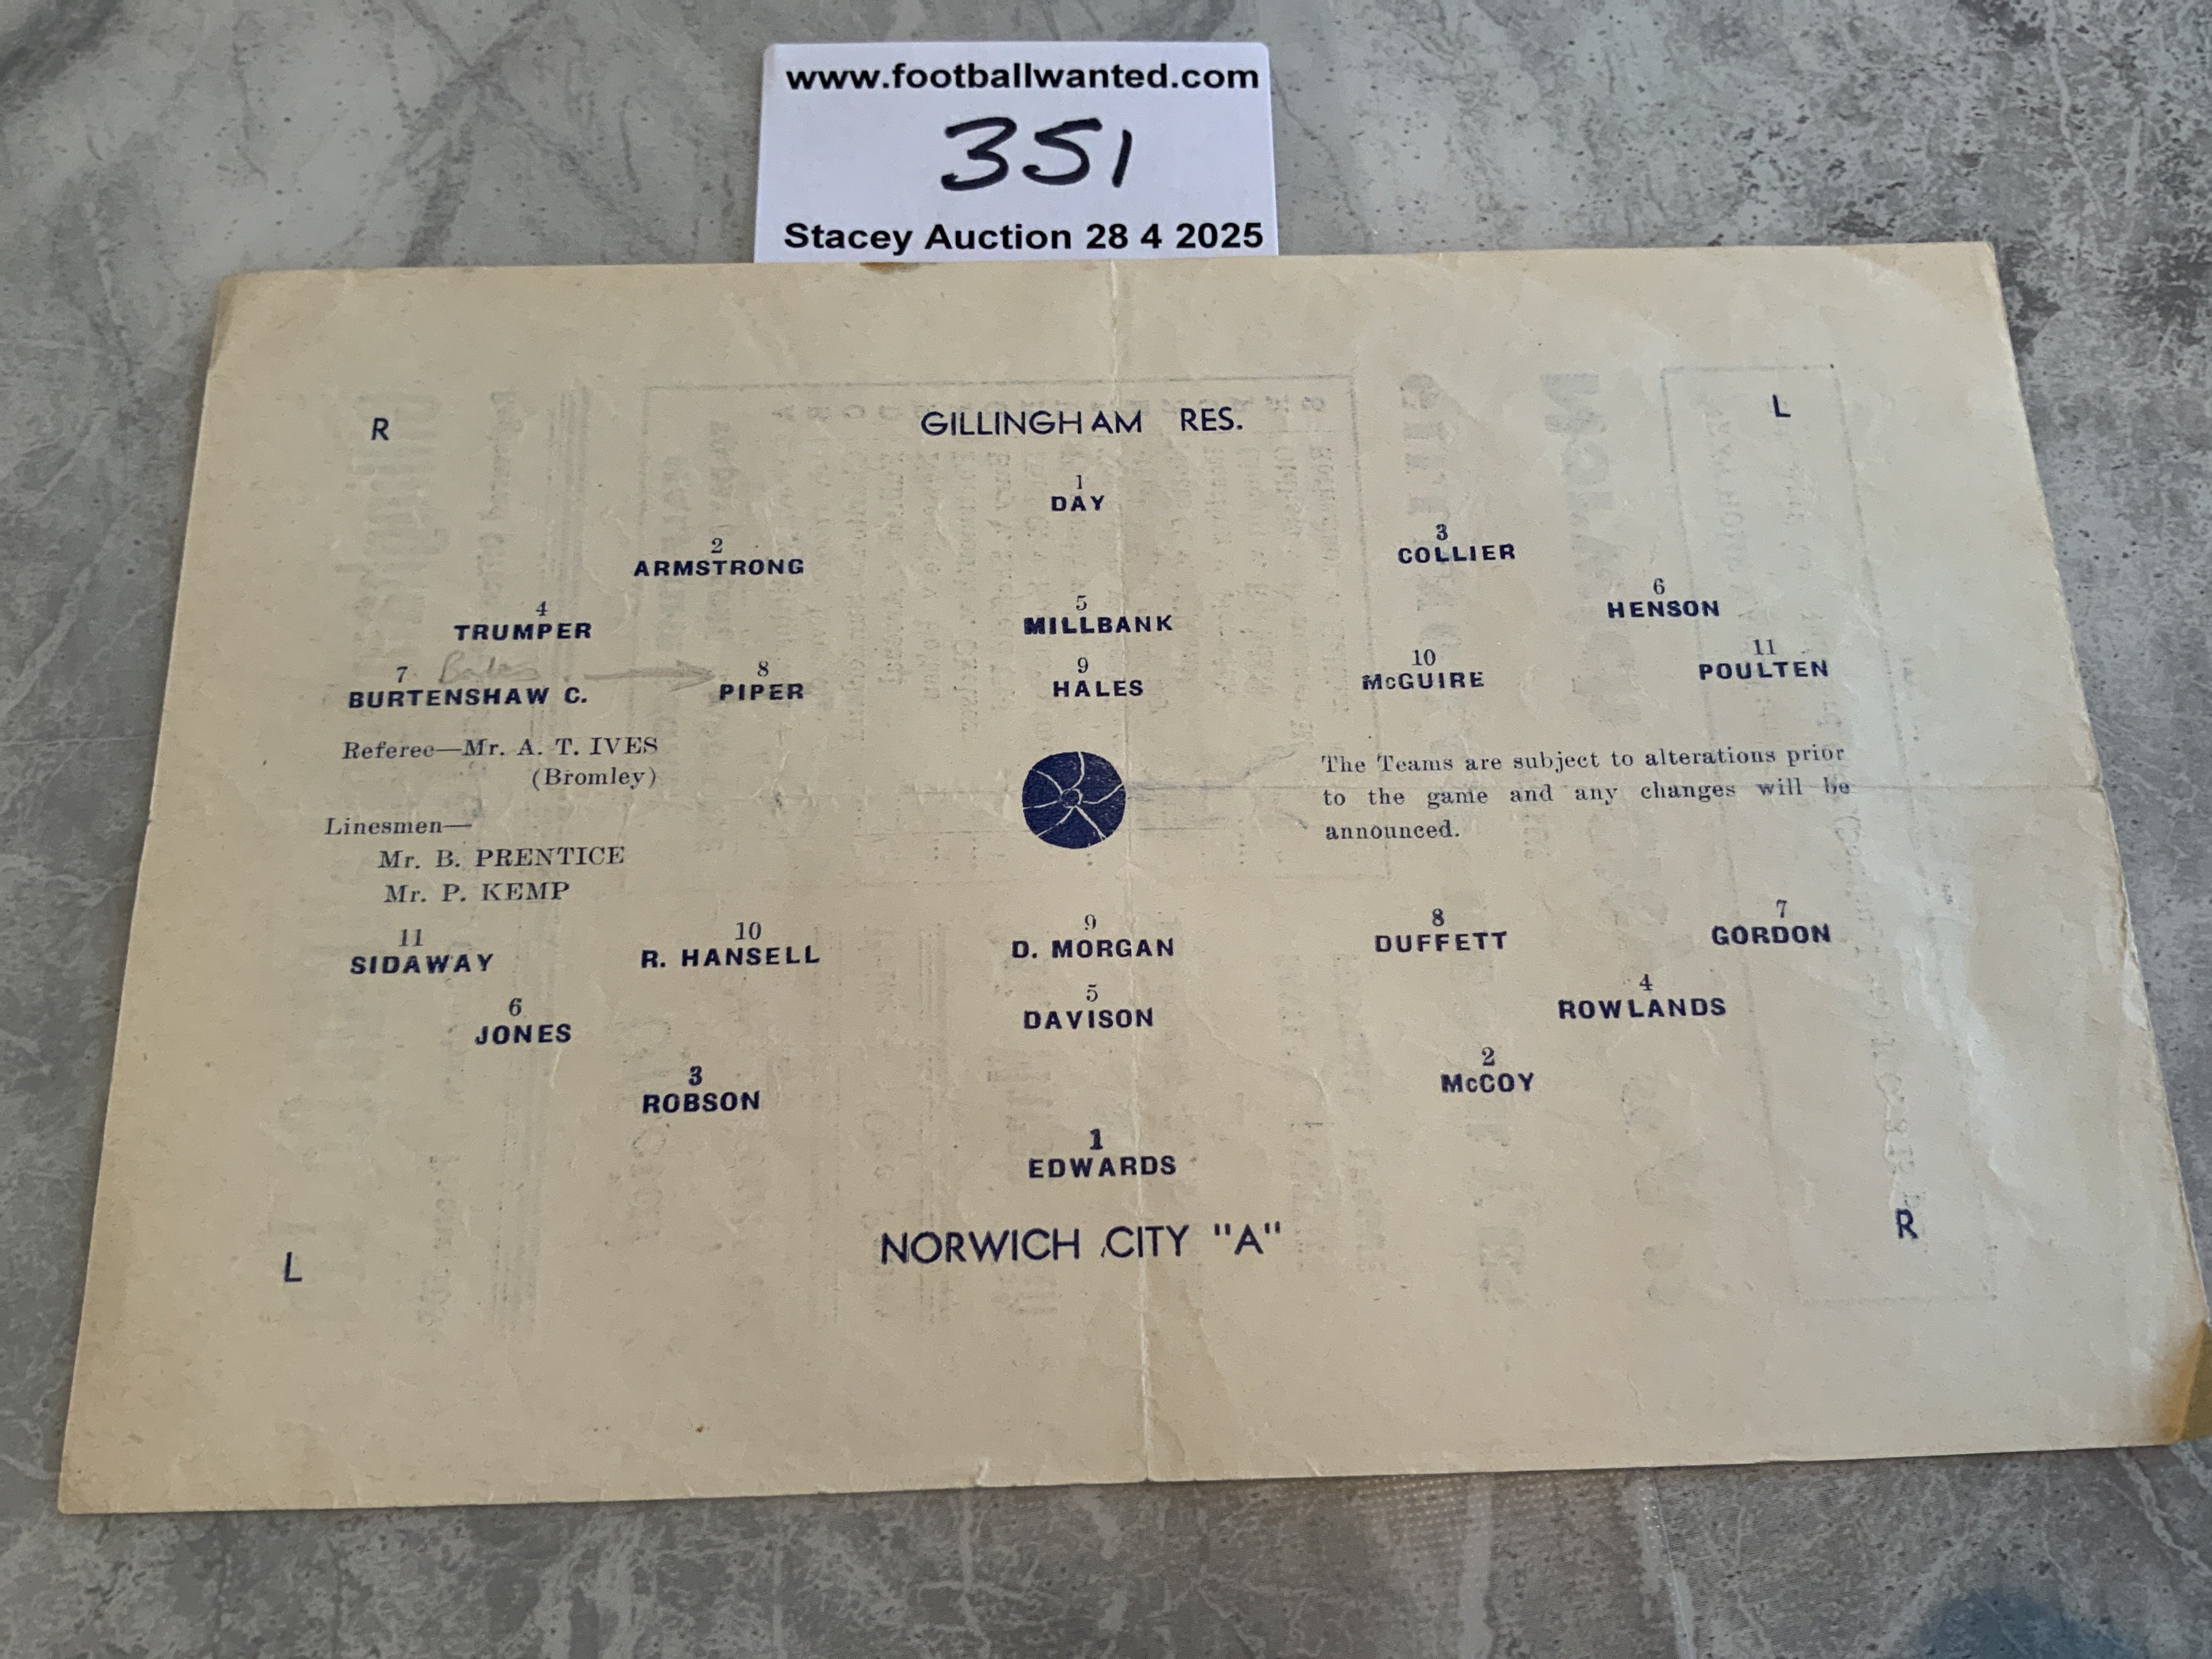 www.footballwanted.com
351
Stacey Auction 28 4 2025
R
GILLINGHAM RES.
L
1
DAY
2
ARMSTRONG
3
COLLIER
4
TRUMPER
5
MILLBANK
6
HENSON
7
BURTENSHAW C.
8
PIPER
9
HALES
10
McGUIRE
11
POULTEN
Referee—Mr. A. T. IVES
(Bromley)
Linesmen—
Mr. B. PRENTICE
Mr. P. KEMP
The Teams are subject to alterations prior
to the game and any changes will be
announced.
11
SIDAWAY
10
R. HANSELL
9
D. MORGAN
8
DUFFETT
7
GORDON
6
JONES
5
DAVISON
4
ROWLANDS
3
ROBSON
2
McCOY
1
EDWARDS
L
NORWICH CITY "A"
R